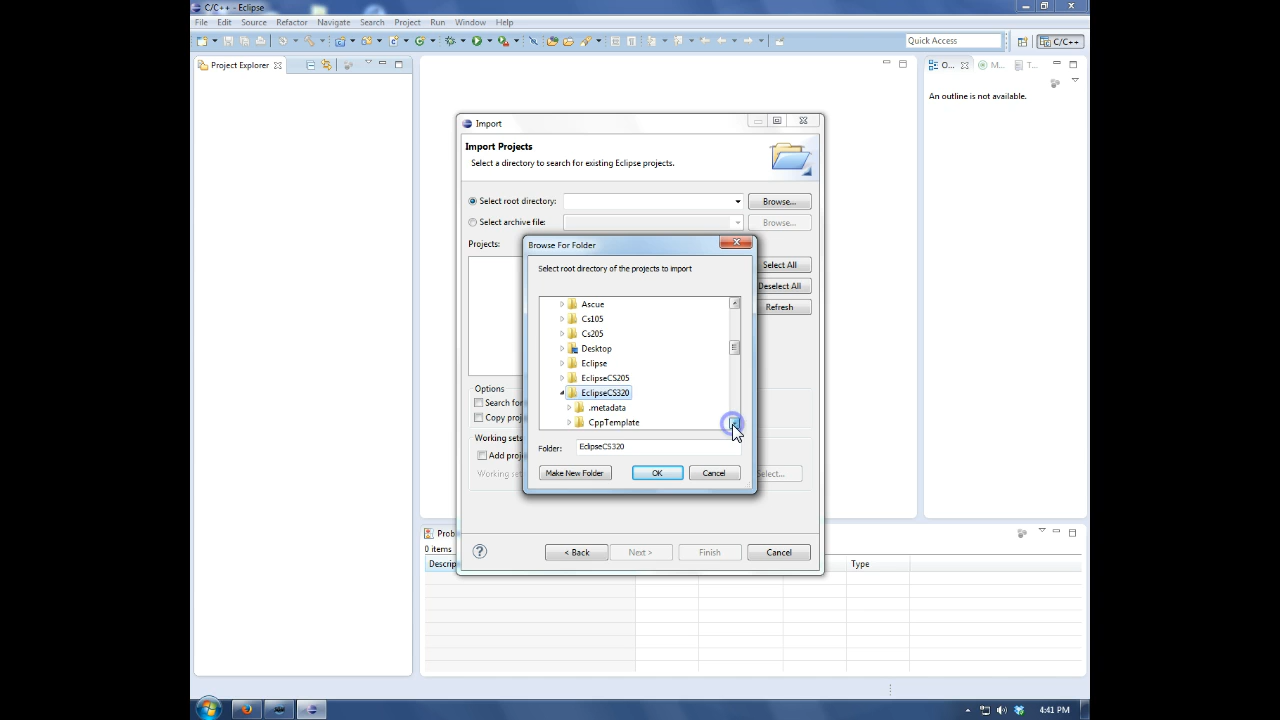 C/C++ - Eclipse
File Edit Source Refactor Navigate Search Project Run Window Help
Quick Access
C/C++
Project Explorer
O...
M...
T...
An outline is not available.
Import
Import Projects
Select a directory to search for existing Eclipse projects.
Select root directory:
Browse...
Select archive file:
Browse...
Projects:
Select All
Deselect All
Refresh
Options
Search for
Copy proj
Working sets
Add proje
Working set
elect...
Browse For Folder
Select root directory of the projects to import
Ascue
Cs105
Cs205
Desktop
Eclipse
EclipseCS205
EclipseCS320
.metadata
CppTemplate
Folder: EclipseCS320
Make New Folder
OK
Cancel
< Back
Next >
Finish
Cancel
Probl
0 items
Descrip
Type
4:41 PM